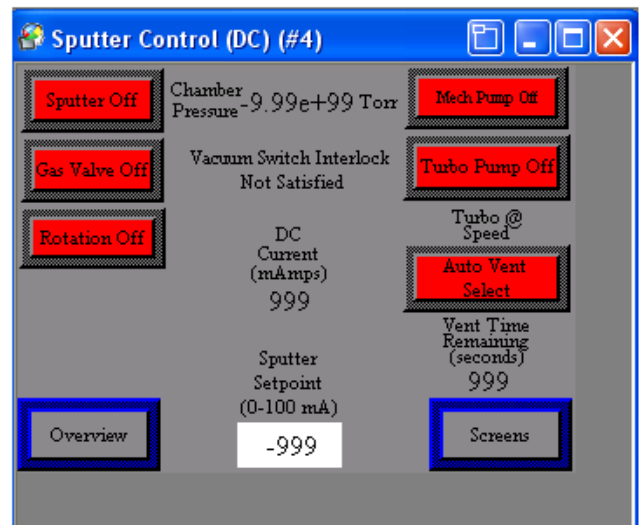 Sputter Control (DC) (#4)
Sputter Off
Chamber
Pressure -9.99e+99 Torr
Mech Pump Off
Gas Valve Off
Vacuum Switch Interlock
Not Satisfied
Turbo Pump Off
Rotation Off
DC
Current
(mAmps)
999
Turbo @
Speed
Auto Vent
Select
Vent Time
Remaining
(seconds)
999
Sputter
Setpoint
(0-100 mA)
-999
Overview
Screens